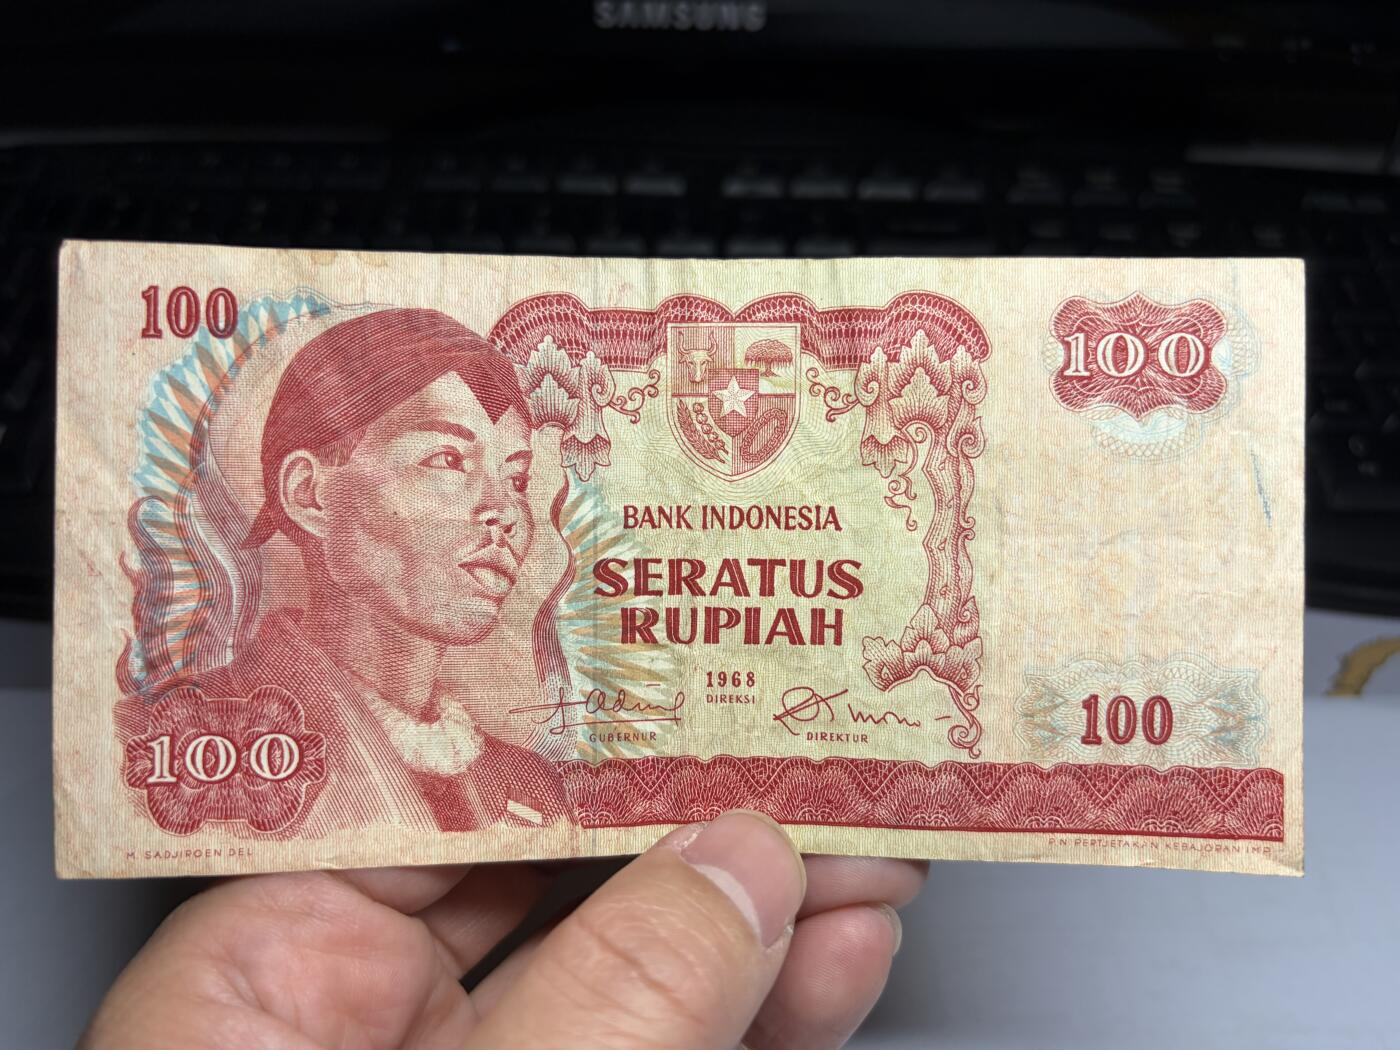 SAMSUNG
100
100
BANK INDONESIA
SERATUS
RUPIAH
1968
DIREKSI
GUBERNUR
DIREKTUR
100
100
M. SADJIROEN DEL
P.N. PERTJETAKAN KEBAJORAN IMP.